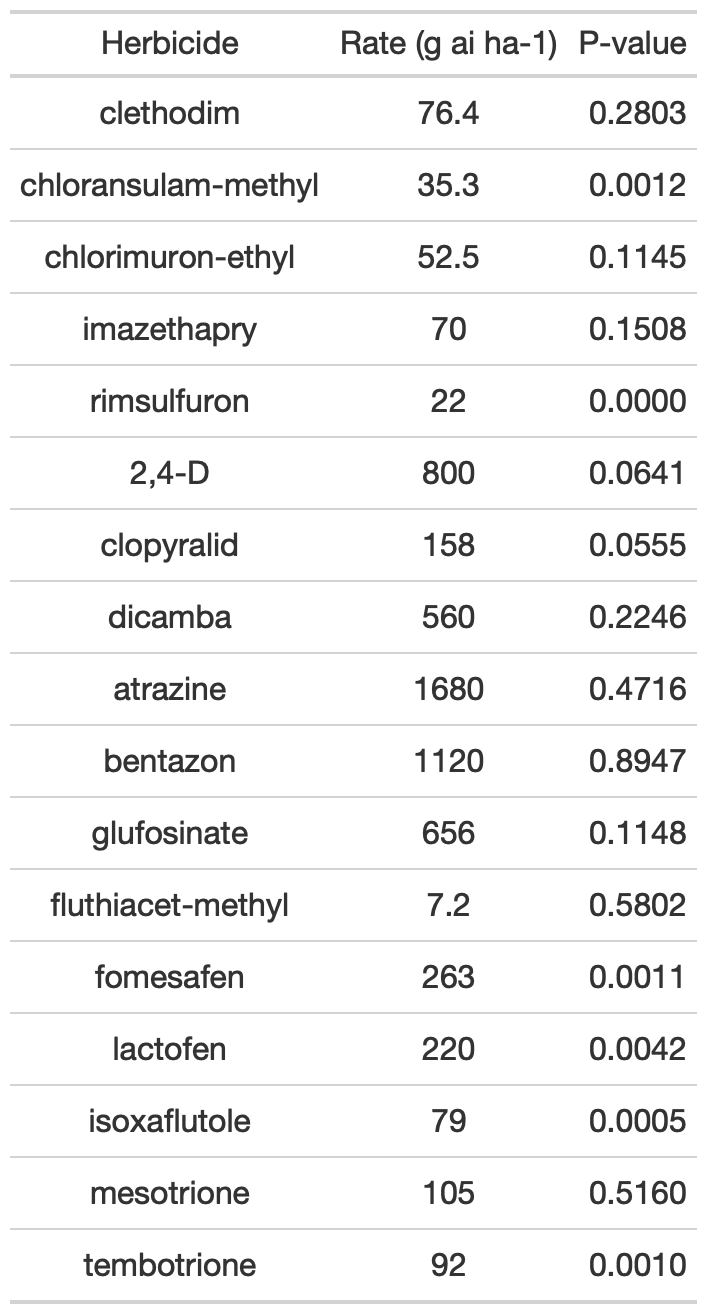 Herbicide Rate (g ai ha-1) P-value
clethodim 76.4 0.2803
chloransulam-methyl 35.3 0.0012
chlorimuron-ethyl 52.5 0.1145
imazethapry 70 0.1508
rimsulfuron 22 0.0000
2,4-D 800 0.0641
clopyralid 158 0.0555
dicamba 560 0.2246
atrazine 1680 0.4716
bentazon 1120 0.8947
glufosinate 656 0.1148
fluthiacet-methyl 7.2 0.5802
fomesafen 263 0.0011
lactofen 220 0.0042
isoxaflutole 79 0.0005
mesotrione 105 0.5160
tembotrione 92 0.0010